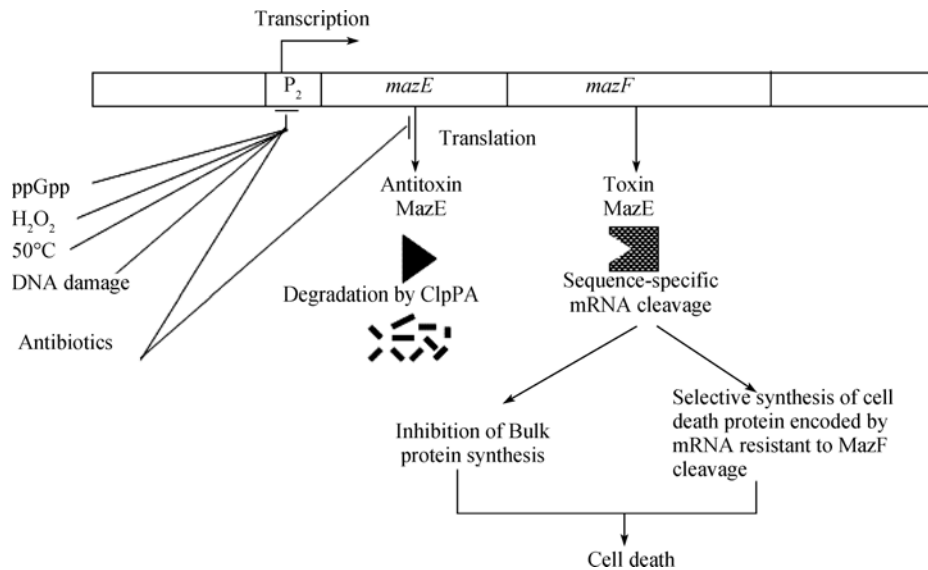 Transcription
P2
mazE
mazF
Translation
ppGpp
H2O2
50°C
DNA damage
Antibiotics
Antitoxin
MazE
Degradation by ClpPA
Toxin
MazE
Sequence-specific
mRNA cleavage
Inhibition of Bulk
protein synthesis
Selective synthesis of cell
death protein encoded by
mRNA resistant to MazF
cleavage
Cell death